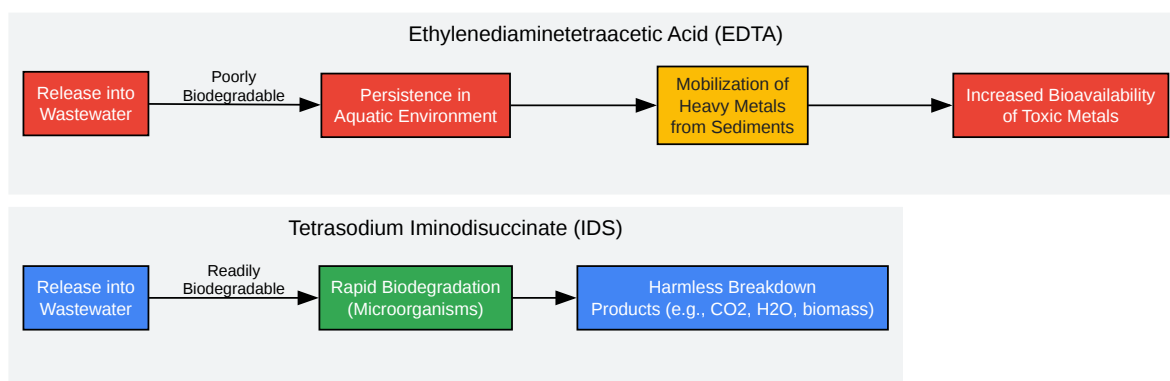 Ethylenediaminetetraacetic Acid (EDTA)
Release into
Wastewater
Poorly
Biodegradable
Persistence in
Aquatic Environment
Mobilization of
Heavy Metals
from Sediments
Increased Bioavailability
of Toxic Metals
Tetrasodium Iminodisuccinate (IDS)
Release into
Wastewater
Readily
Biodegradable
Rapid Biodegradation
(Microorganisms)
Harmless Breakdown
Products (e.g., CO2, H2O, biomass)